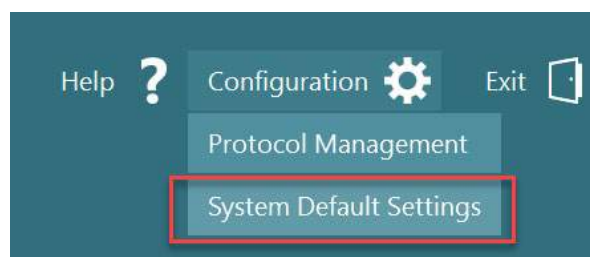 Help ? Configuration Exit
Protocol Management
System Default Settings